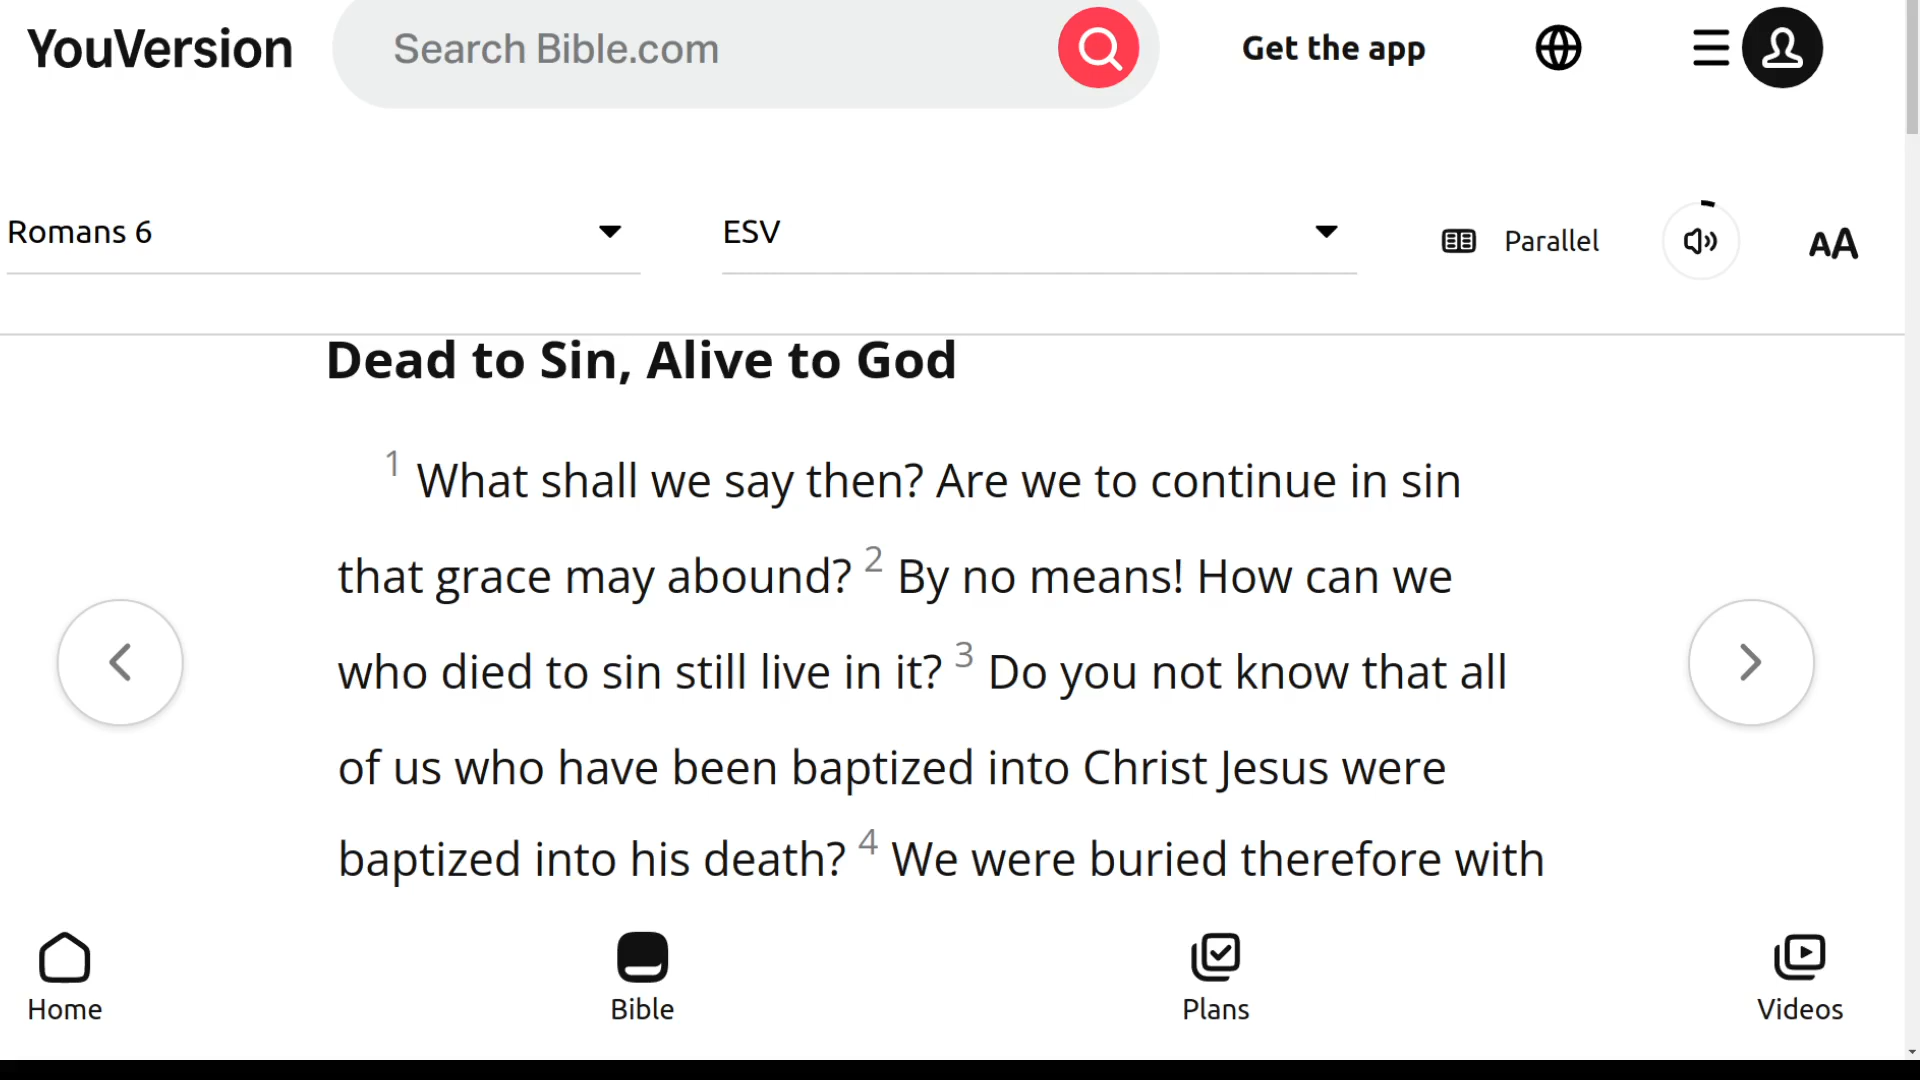 YouVersion
Search Bible.com
Get the app
Romans 6
ESV
Parallel
AA
Dead to Sin, Alive to God
1 What shall we say then? Are we to continue in sin
that grace may abound? 2 By no means! How can we
who died to sin still live in it? 3 Do you not know that all
of us who have been baptized into Christ Jesus were
baptized into his death? 4 We were buried therefore with
Home
Bible
Plans
Videos